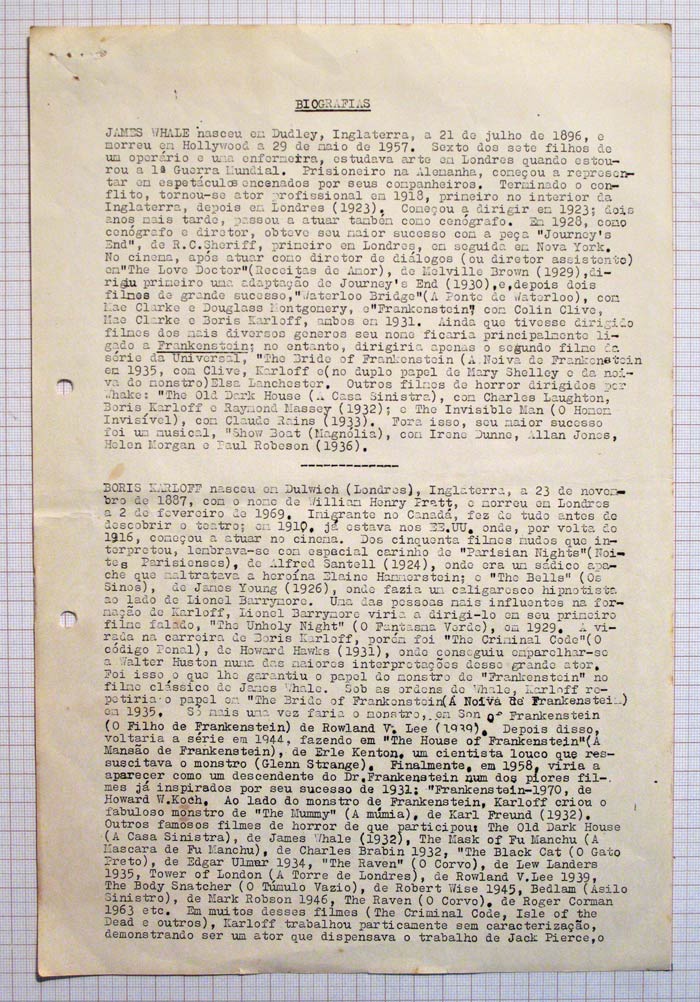 BIOGRAFIAS
JAMES WHALE nasceu em Dudley, Inglaterra, a 21 de julho de 1896, e
morreu em Hollywood a 29 de maio de 1957. Sexto dos sete filhos de
um operário e uma enfermeira, estudava arte em Londres quando estou-
rou a 1ª Guerra Mundial. Prisioneiro na Alemanha, começou a represen-
tar em espetáculos encenados por seus companheiros. Terminado o con-
flito, tornou-se ator profissional em 1918, primeiro no interior da
Inglaterra, depois em Londres (1923). Começou a dirigir em 1923; dois
anos mais tarde, passou a atuar também como cenógrafo. Em 1928, como
cenógrafo e diretor, obteve seu maior sucesso com a peça "Journey's
End", de R.C.Sheriff, primeiro em Londres, em seguida em Nova York.
No cinema, após atuar como diretor de diálogos (ou diretor assistente)
em"The Love Doctor"(Receitas de Amor), de Melville Brown (1929),di-
rigiu primeiro uma adaptação de Journey's End (1930),e,depois dois
filmes de grande sucesso,"Waterloo Bridge"(A Ponte de Waterloo), com
Mae Clarke e Douglass Montgomery, e"Frankenstein" com Colin Clive,
Mae Clarke e Boris Karloff, ambos em 1931. Ainda que tivesse dirigido
filmes dos mais diversos generos seu nome ficaria principalmente li-
gado a Frankenstein; no entanto, dirigiria apenas o segundo filme da
série da Universal, "The Bride of Frankenstein (A Noiva de Frankenstein
em 1935, com Clive, Karloff e(no duplo papel de Mary Shelley e da noi-
va do monstro)Elsa Lanchester. Outros filmes de horror dirigidos por
Whake: "The Old Dark House (A Casa Sinistra), com Charles Laughton,
Boris Karloff e Raymond Massey (1932); e The Invisible Man (O Homem
Invisível), com Claude Rains (1933). Fora isso, seu maior sucesso
foi um musical, "Show Boat (Magnólia), com Irene Dunne, Allan Jones,
Helen Morgan e Paul Robeson (1936).
-------------
BORIS KARLOFF nasceu em Dulwich (Londres), Inglaterra, a 23 de novem-
bro de 1887, com o nome de William Henry Pratt, e morreu em Londres
a 2 de fevereiro de 1969. Imigrante no Canadá, fez de tudo antes de
descobrir o teatro; em 1910, já estava nos EE.UU. onde, por volta de
1916, começou a atuar no cinema. Dos cinquenta filmes mudos que in-
terpretou, lembrava-se com espacial carinho de "Parisian Nights"(Noi-
tes Parisienses), de Alfred Santell (1924), onde era um sádico apa-
che que maltratava a heroína Elaine Hammerstein; e "The Bells" (Os
Sinos), de James Young (1926), onde fazia um caligaresco hipnotista
ao lado de Lionel Barrymore. Uma das pessoas mais influentes na for-
mação de Karloff, Lionel Barrymore viria a dirigi-lo em seu primeiro
filme falado, "The Unholy Night" (O Fantasma Verde), em 1929. A vi-
rada na carreira de Boris Karloff, porém foi "The Criminal Code"(O
código Penal), de Howard Hawks (1931), onde conseguiu emparelhar-se
a Walter Huston numa das maiores interpretações desse grande ator.
Foi isso o que lhe garantiu o papel do monstro de "Frankenstein" no
filme clássico de James Whale. Sob as ordens de Whale, Karloff re-
petiria o papel em "The Bride of Frankenstein(A Noiva de Frankenstein)
em 1935. Só mais uma vez faria o monstro, em Son of Frankenstein
(O Filho de Frankenstein) de Rowland V. Lee (1939). Depois disso,
voltaria a série em 1944, fazendo em "The House of Frankenstein"(A
Mansão de Frankenstein), de Erle Kenton, um cientista louco que res-
suscitava o monstro (Glenn Strange). Finalmente, em 1958, viria a
aparecer como um descendente do Dr.Frankenstein num dos piores fil-
mes já inspirados por seu sucesso de 1931: "Frankenstein-1970, de
Howard W.Koch. Ao lado do monstro de Frankenstein, Karloff criou o
fabuloso monstro de "The Mummy" (A múmia), de Karl Freund (1932).
Outros famosos filmes de horror de que participou: The Old Dark House
(A Casa Sinistra), de James Whale (1932), The Mask of Fu Manchu (A
Mascara de Fu Manchu), de Charles Brabin 1932, "The Black Cat (O Gato
Preto), de Edgar Ulmer 1934, "The Raven" (O Corvo), de Lew Landers
1935, Tower of London (A Torre de Londres), de Rowland V.Lee 1939,
The Body Snatcher (O Túmulo Vazio), de Robert Wise 1945, Bedlam (Asilo
Sinistro), de Mark Robson 1946, The Raven (O Corvo), de Roger Corman
1963 etc. Em muitos desses filmes (The Criminal Code, Isle of the
Dead e outros), Karloff trabalhou particamente sem caracterização,
demonstrando ser um ator que dispensava o trabalho de Jack Pierce,o